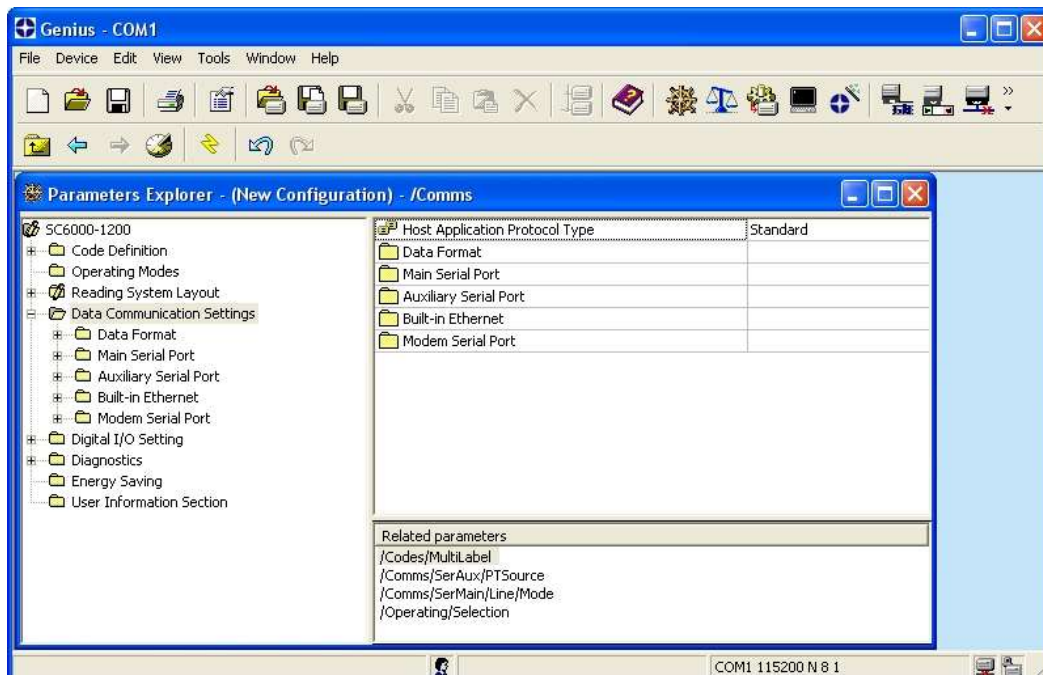 Genius - COM1
File Device Edit View Tools Window Help
Parameters Explorer - (New Configuration) - /Comms
SC6000-1200
Code Definition
Operating Modes
Reading System Layout
Data Communication Settings
Data Format
Main Serial Port
Auxiliary Serial Port
Built-in Ethernet
Modem Serial Port
Digital I/O Setting
Diagnostics
Energy Saving
User Information Section
Host Application Protocol Type Standard
Data Format
Main Serial Port
Auxiliary Serial Port
Built-in Ethernet
Modem Serial Port
Related parameters
/Codes/MultiLabel
/Comms/SerAux/PTSource
/Comms/SerMain/Line/Mode
/Operating/Selection
COM1 115200 N 8 1